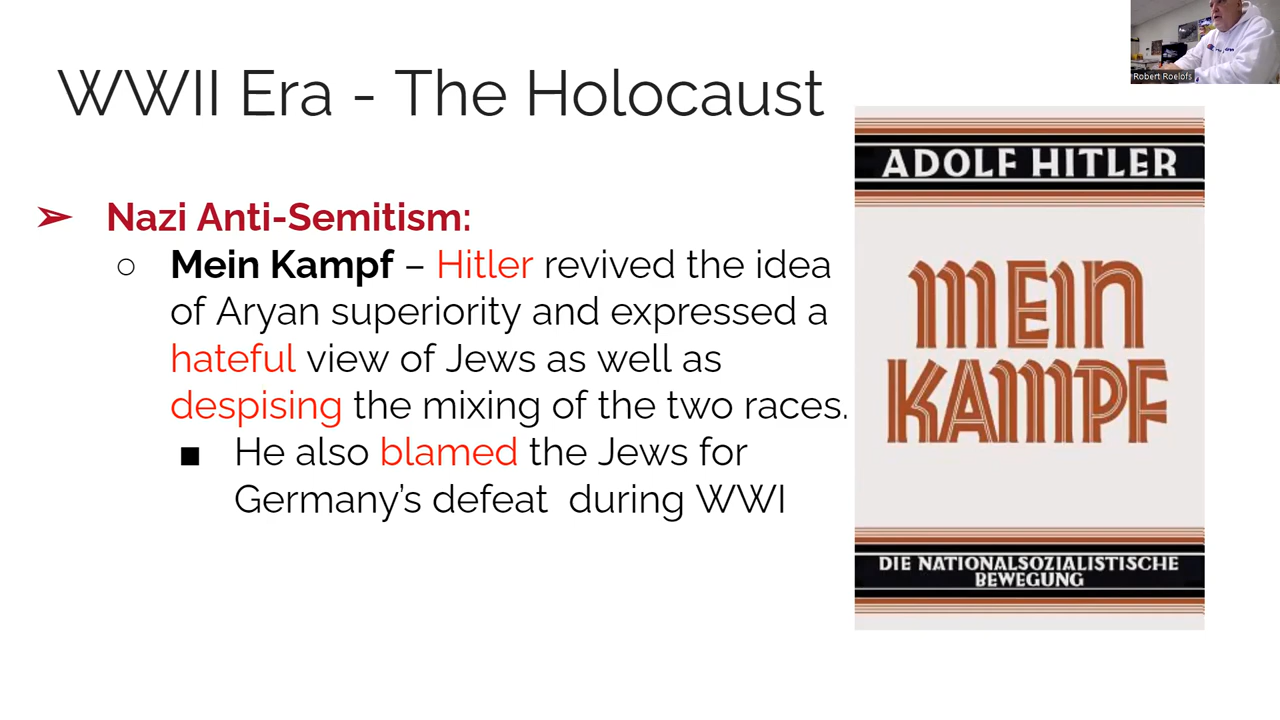 WWII Era - The Holocaust
Robert Roelofs
➢ Nazi Anti-Semitism:
○ Mein Kampf – Hitler revived the idea
of Aryan superiority and expressed a
hateful view of Jews as well as
despising the mixing of the two races.
■ He also blamed the Jews for
Germany’s defeat  during WWI
ADOLF HITLER
MEIN
KAMPF
DIE NATIONALSOZIALISTISCHE
BEWEGUNG